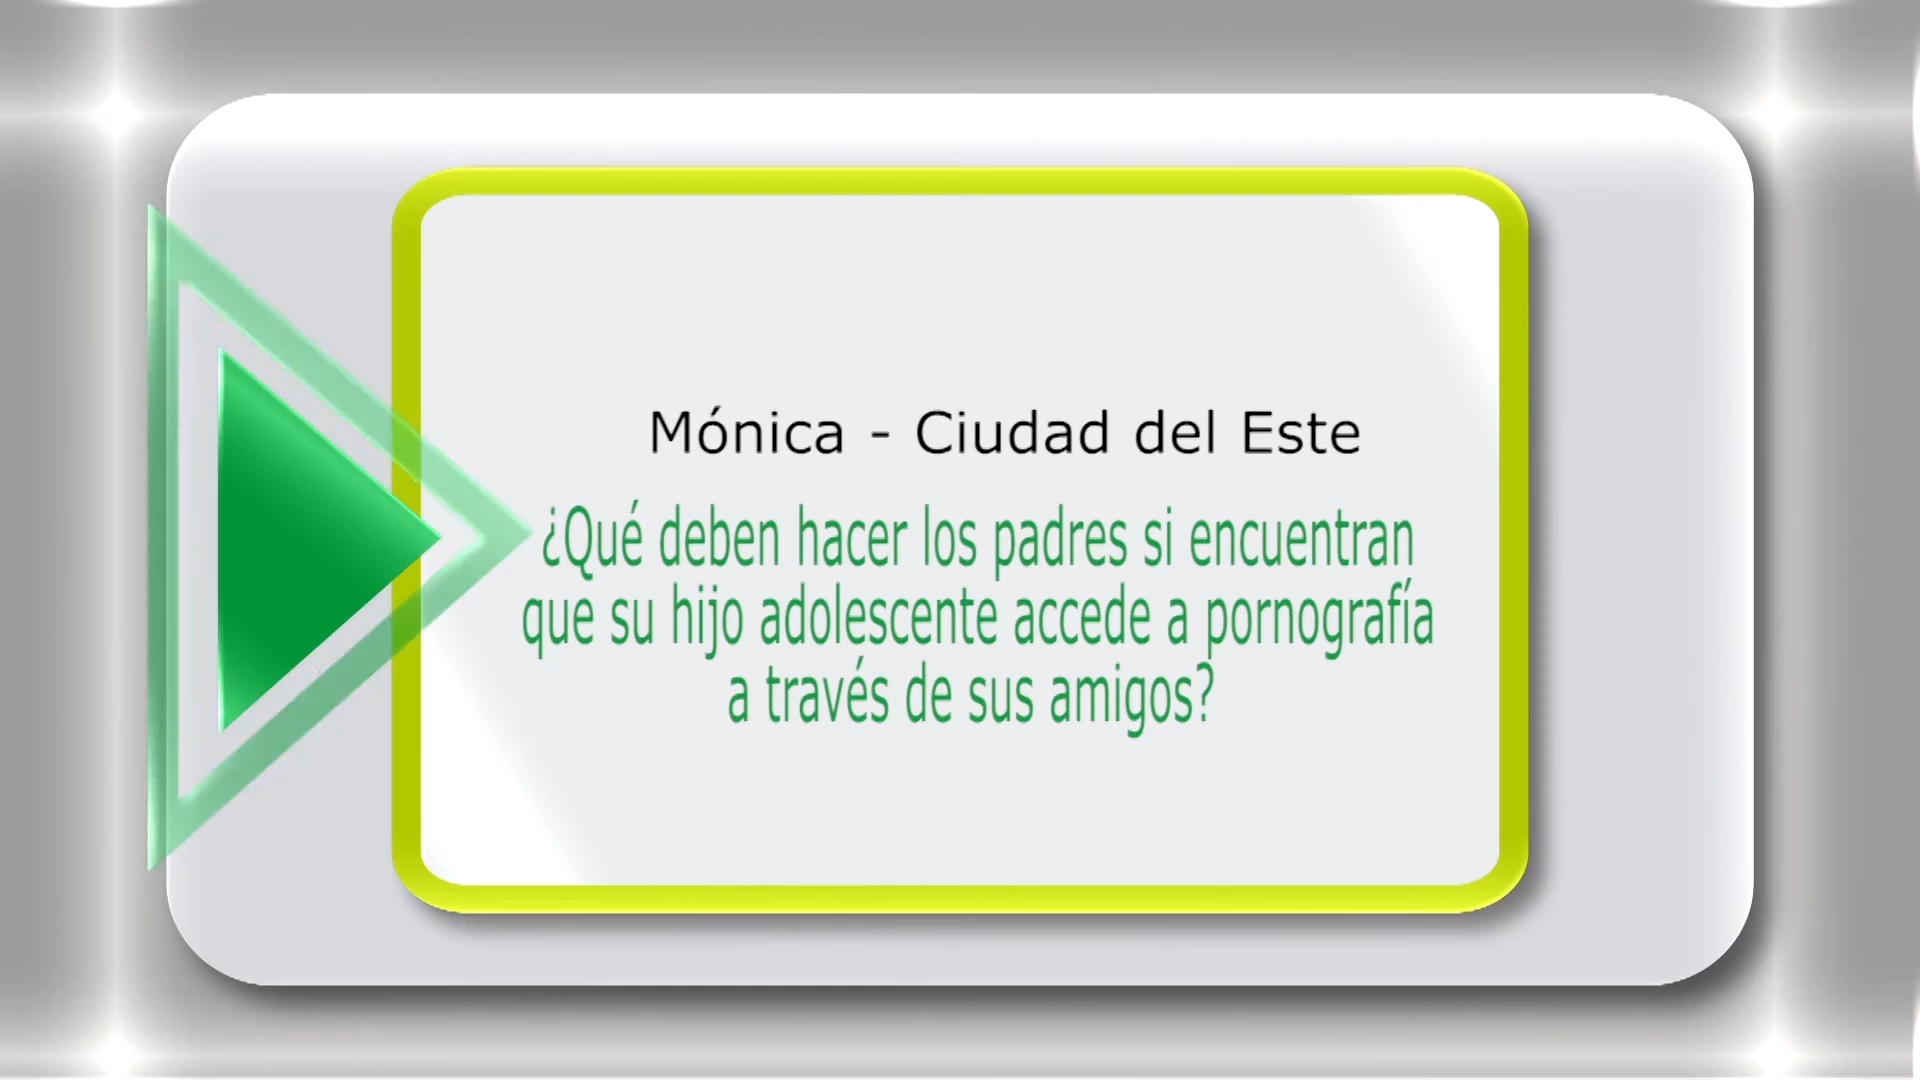 Mónica - Ciudad del Este
¿Qué deben hacer los padres si encuentran
que su hijo adolescente accede a pornografía
a través de sus amigos?